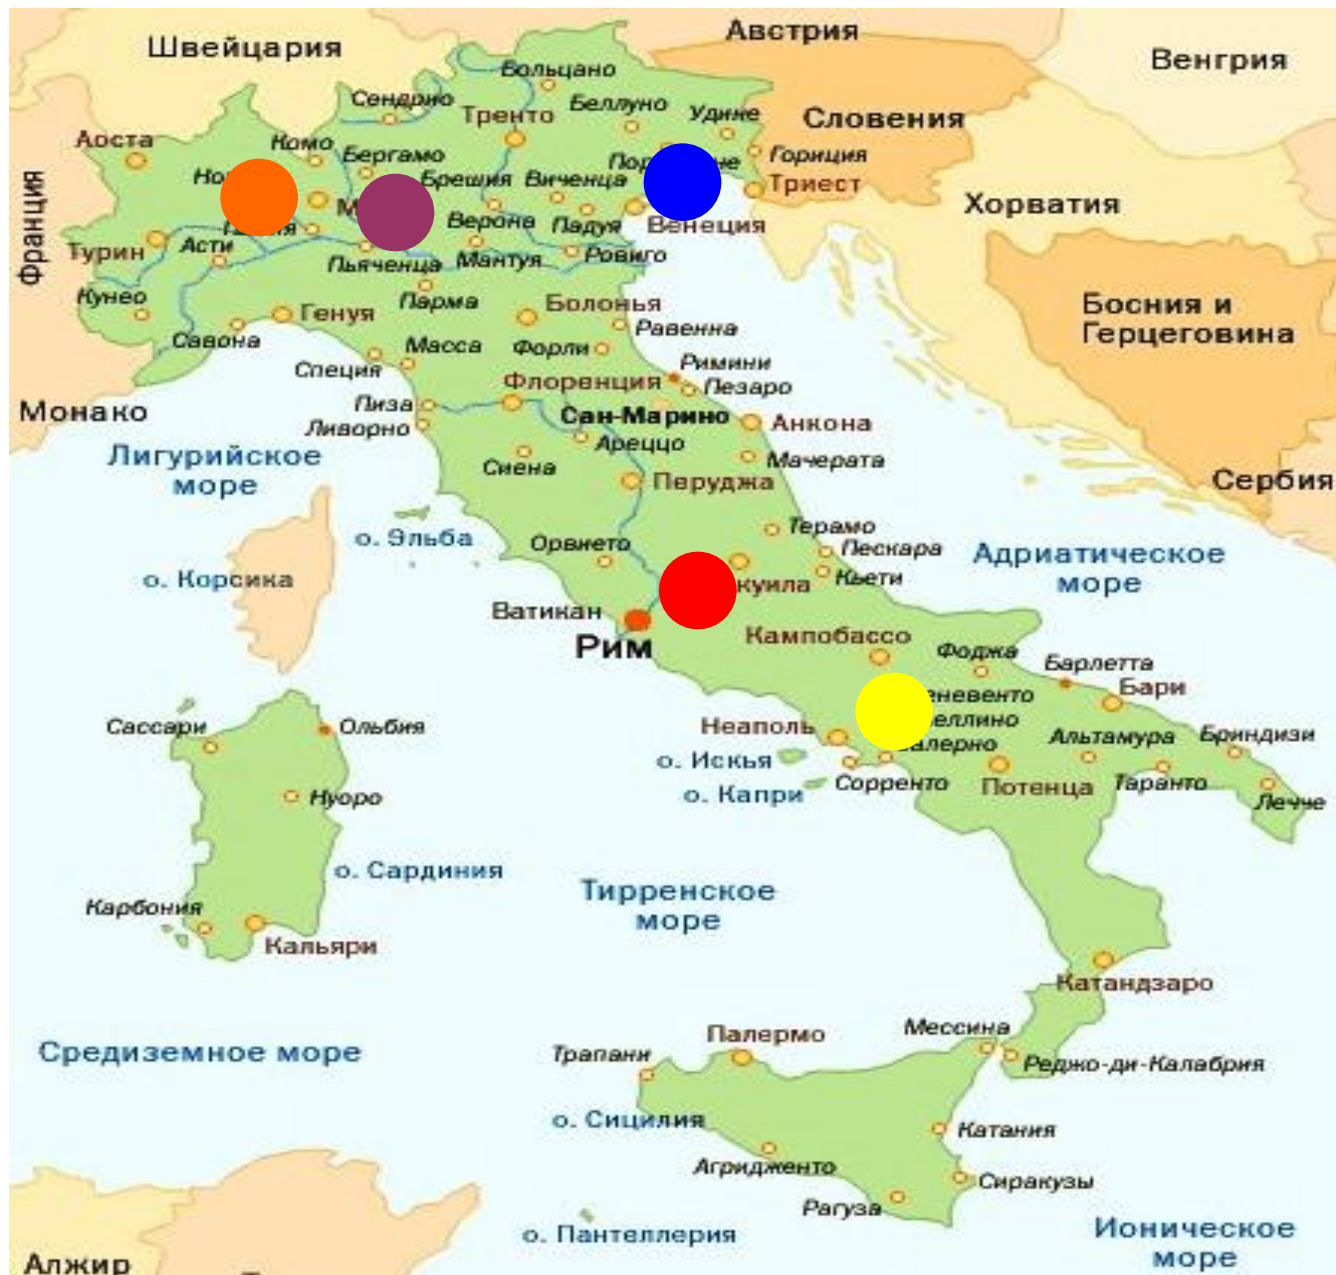 Швейцария
Австрия
Венгрия
Больцано
Сендрио
Беллуно
Тренто
Удине
Словения
Аоста
Комо
Бергамо
Гориция
Франция
Брешия
Виченца
Триест
Хорватия
Верона
Падуя
Венеция
Турин
Асти
Пьяченца
Мантуя
Ровиго
Кунео
Парма
Болонья
Босния и
Герцеговина
Генуя
Равенна
Савона
Масса
Форли
Специя
Римини
Флоренция
Пезаро
Монако
Пиза
Сан-Марино
Анкона
Ливорно
Ареццо
Лигурийское
море
Сиена
Мачерата
Перуджа
Сербия
о. Эльба
Орвието
Терамо
Пескара
Адриатическое
море
о. Корсика
Кьети
Ватикан
Рим
Кампобассо
Фоджа
Барлетта
Бари
Сассари
Ольбия
Неаполь
Альтамура
Бриндизи
о. Искья
о. Капри
Сорренто
Потенца
Таранто
Лечче
Нуоро
о. Сардиния
Тирренское
море
Карбония
Кальяри
Катандзаро
Средиземное море
Палермо
Мессина
Трапани
Реджо-ди-Калабрия
о. Сицилия
Катания
Агридженто
Сиракузы
Рагуза
о. Пантеллерия
Ионическое
море
Алжир